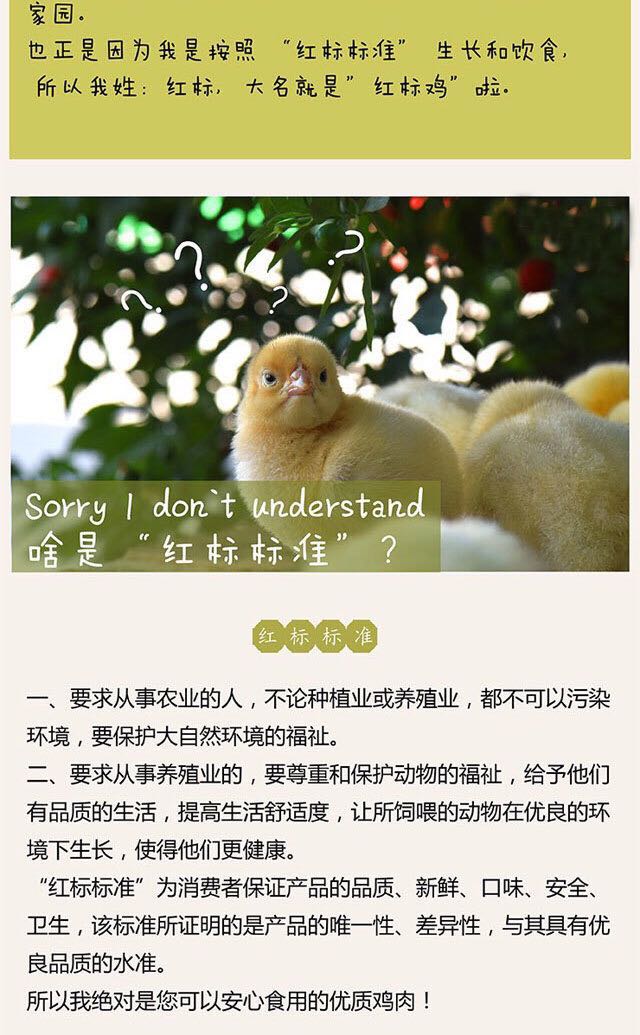 家园。
也正是因为我是按照“红标标准”生长和饮食,
所以我姓:红标,大名就是”红标鸡”啦。
Sorry I don`t understand
啥是“红标标准”?
红标标准
一、要求从事农业的人，不论种植业或养殖业，都不可以污染
环境，要保护大自然环境的福祉。
二、要求从事养殖业的，要尊重和保护动物的福祉，给予他们
有品质的生活，提高生活舒适度，让所饲喂的动物在优良的环
境下生长，使得他们更健康。
“红标标准”为消费者保证产品的品质、新鲜、口味、安全、
卫生，该标准所证明的是产品的唯一性、差异性，与其具有优
良品质的水准。
所以我绝对是您可以安心食用的优质鸡肉！